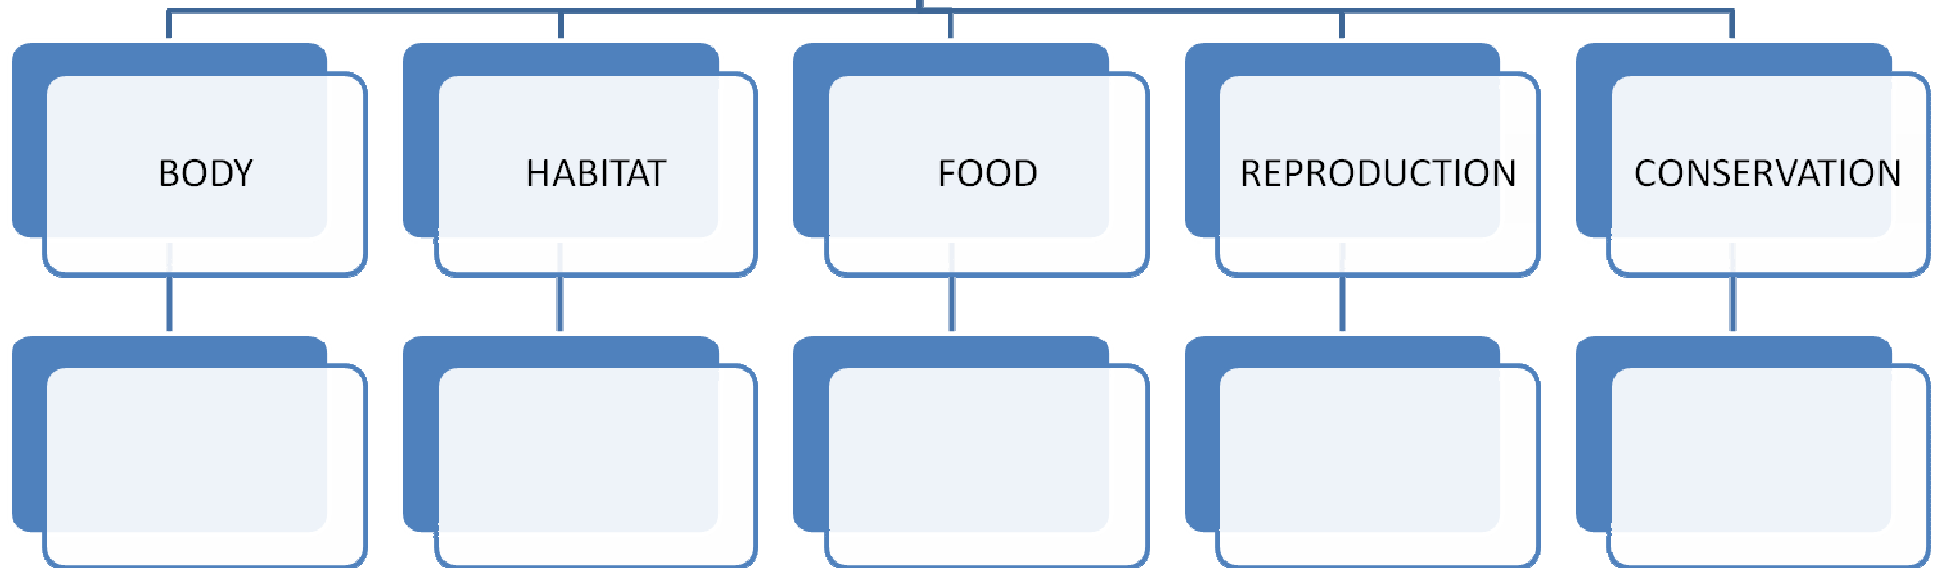 BODY
HABITAT
FOOD
REPRODUCTION
CONSERVATION